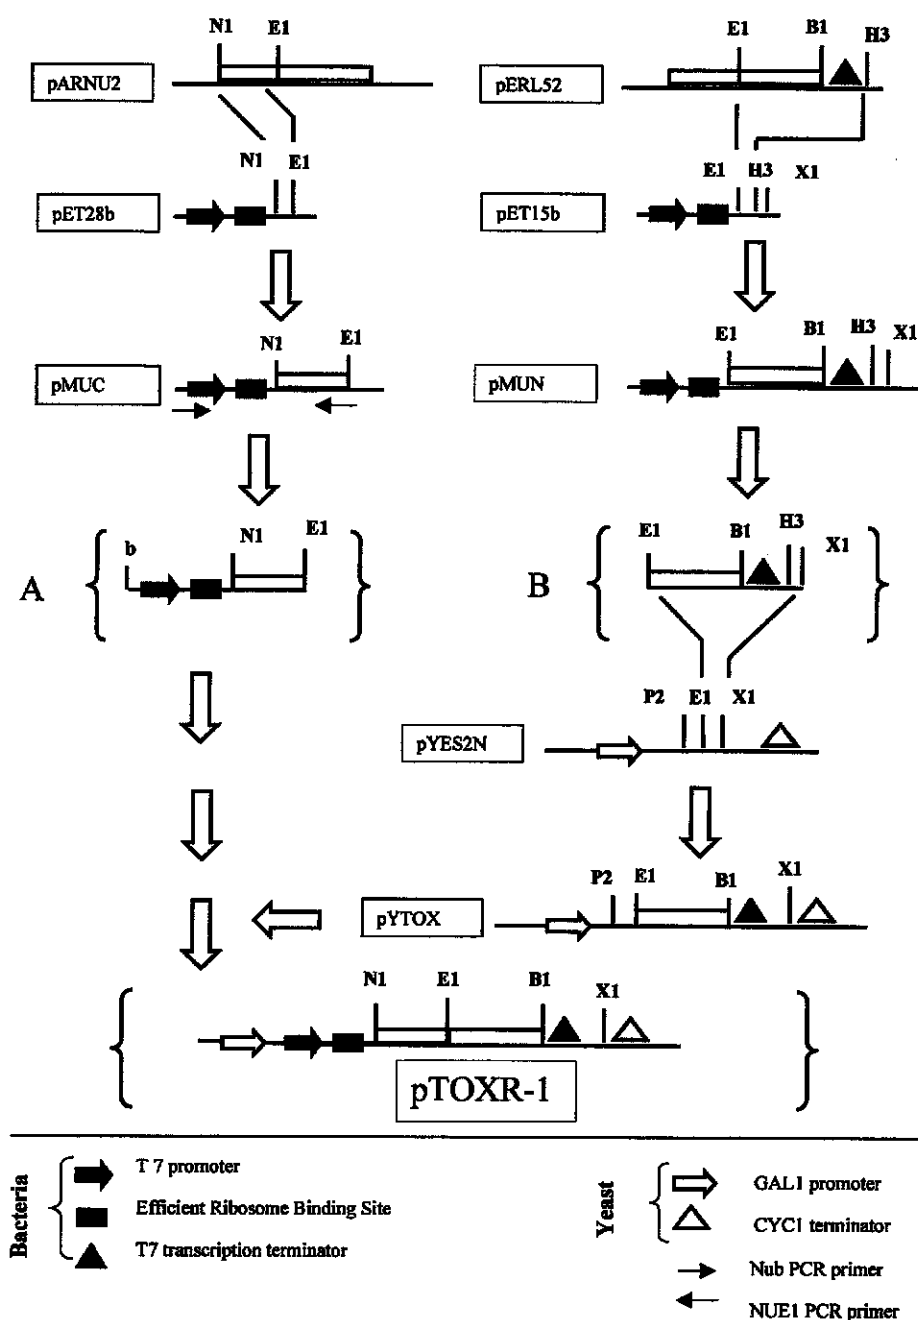 N1 E1 E1 B1 H3
pARNU2 pERL52
N1 E1 E1 H3 X1
pET28b pET15b
N1 E1 E1 B1 H3 X1
pMUC pMUN
b N1 E1 E1 B1 H3 X1
A B
P2 E1 X1
pYES2N
P2 E1 B1 X1
pYTOX
N1 E1 B1 X1
pTOXR-1
Bacteria
T 7 promoter
Efficient Ribosome Binding Site
T7 transcription terminator
Yeast
GAL1 promoter
CYC1 terminator
Nub PCR primer
NUE1 PCR primer